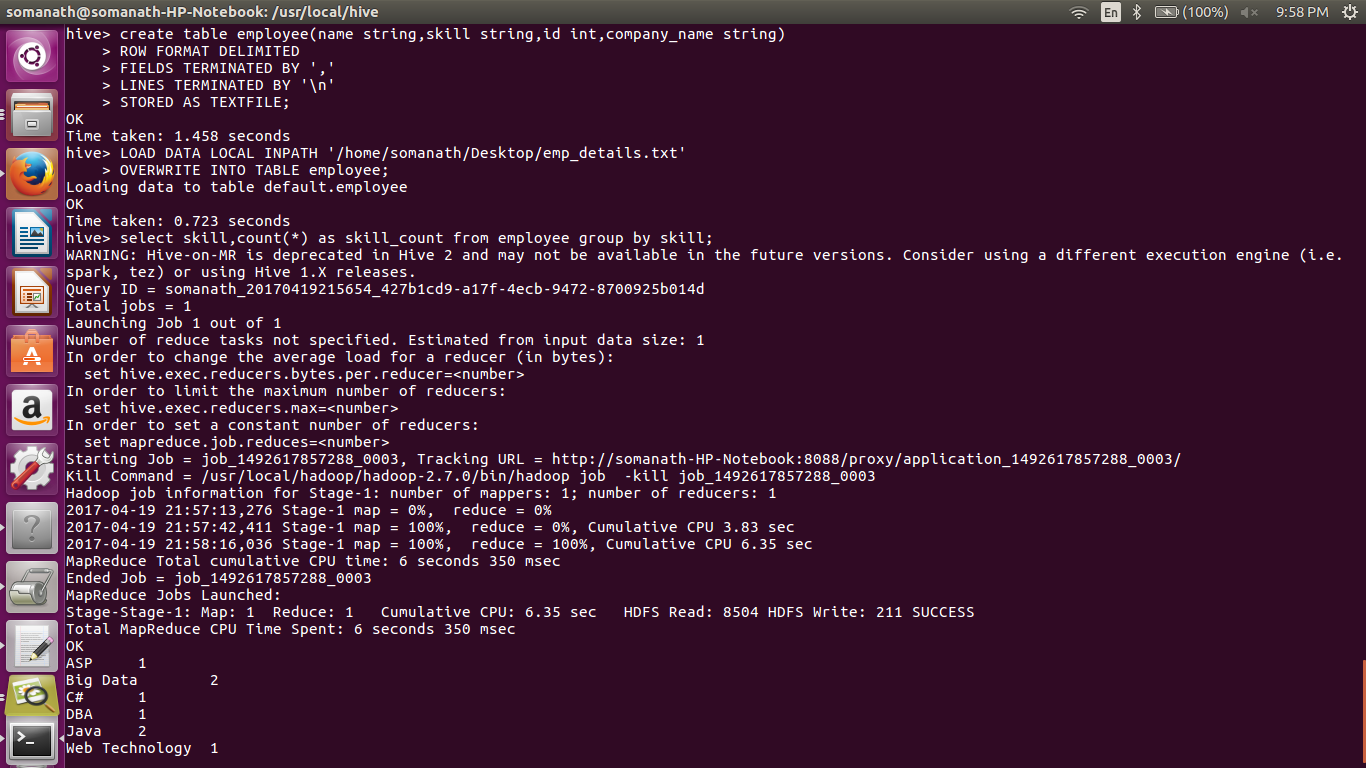 somanath@somanath-HP-Notebook: /usr/local/hive En (100%) 9:58 PM
hive> create table employee(name string,skill string,id int,company_name string)
    > ROW FORMAT DELIMITED
    > FIELDS TERMINATED BY ','
    > LINES TERMINATED BY '\n'
    > STORED AS TEXTFILE;
OK
Time taken: 1.458 seconds
hive> LOAD DATA LOCAL INPATH '/home/somanath/Desktop/emp_details.txt'
    > OVERWRITE INTO TABLE employee;
Loading data to table default.employee
OK
Time taken: 0.723 seconds
hive> select skill,count(*) as skill_count from employee group by skill;
WARNING: Hive-on-MR is deprecated in Hive 2 and may not be available in the future versions. Consider using a different execution engine (i.e.
spark, tez) or using Hive 1.X releases.
Query ID = somanath_20170419215654_427b1cd9-a17f-4ecb-9472-8700925b014d
Total jobs = 1
Launching Job 1 out of 1
Number of reduce tasks not specified. Estimated from input data size: 1
In order to change the average load for a reducer (in bytes):
  set hive.exec.reducers.bytes.per.reducer=<number>
In order to limit the maximum number of reducers:
  set hive.exec.reducers.max=<number>
In order to set a constant number of reducers:
  set mapreduce.job.reduces=<number>
Starting Job = job_1492617857288_0003, Tracking URL = http://somanath-HP-Notebook:8088/proxy/application_1492617857288_0003/
Kill Command = /usr/local/hadoop/hadoop-2.7.0/bin/hadoop job  -kill job_1492617857288_0003
Hadoop job information for Stage-1: number of mappers: 1; number of reducers: 1
2017-04-19 21:57:13,276 Stage-1 map = 0%,  reduce = 0%
2017-04-19 21:57:42,411 Stage-1 map = 100%,  reduce = 0%, Cumulative CPU 3.83 sec
2017-04-19 21:58:16,036 Stage-1 map = 100%,  reduce = 100%, Cumulative CPU 6.35 sec
MapReduce Total cumulative CPU time: 6 seconds 350 msec
Ended Job = job_1492617857288_0003
MapReduce Jobs Launched:
Stage-Stage-1: Map: 1  Reduce: 1   Cumulative CPU: 6.35 sec   HDFS Read: 8504 HDFS Write: 211 SUCCESS
Total MapReduce CPU Time Spent: 6 seconds 350 msec
OK
ASP     1
Big Data        2
C#      1
DBA     1
Java    2
Web Technology  1